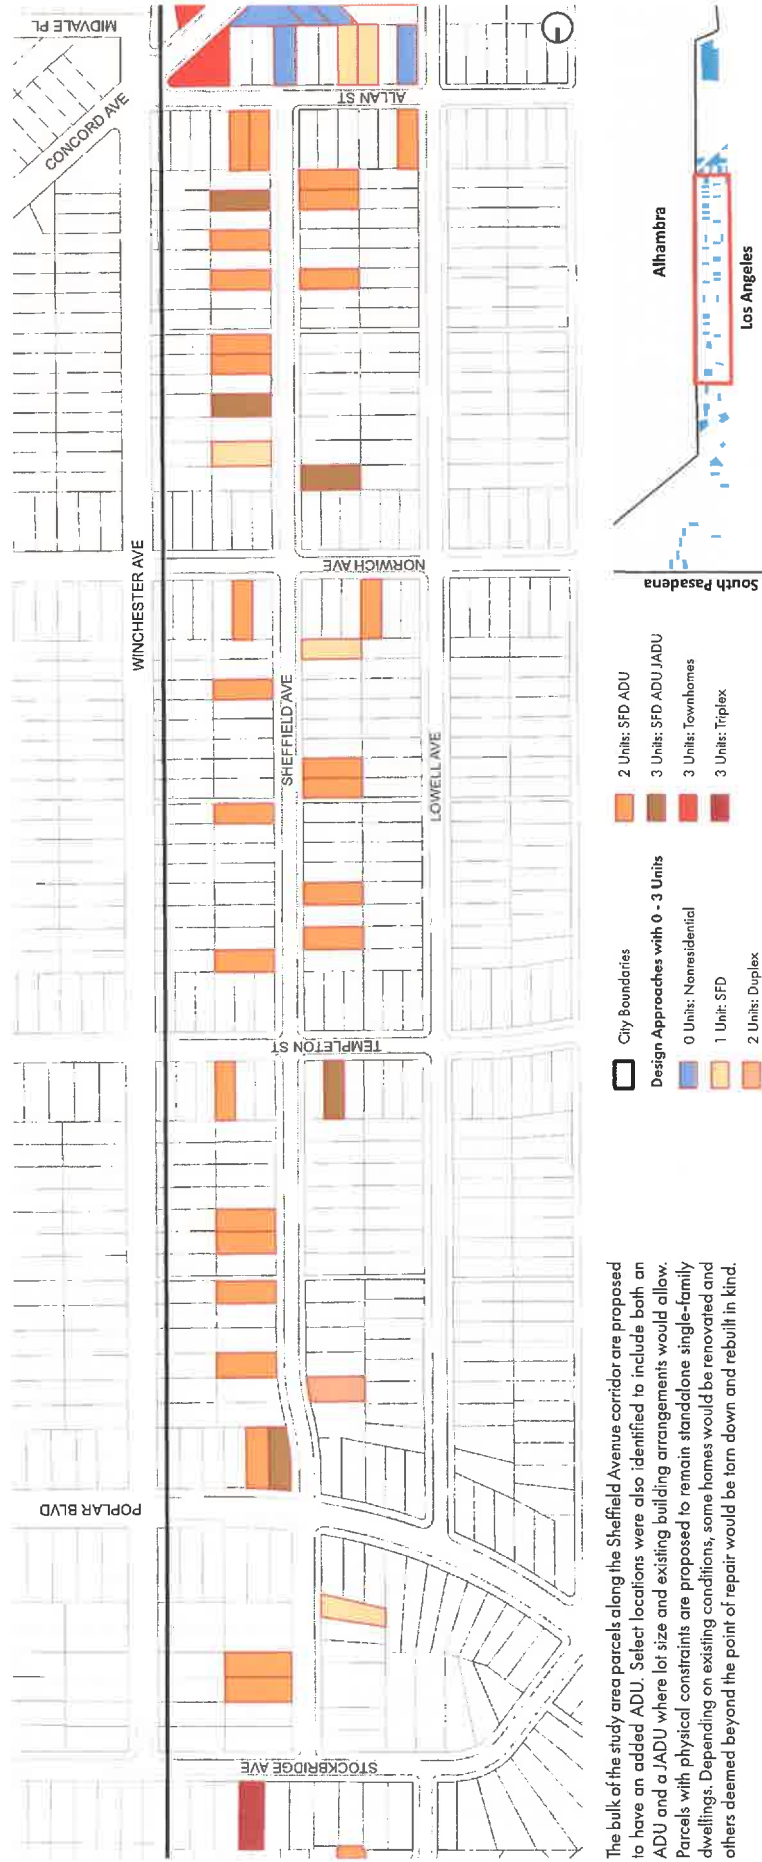 MIDVALE PL
CONCORD AVE
ALLAN ST
WINCHESTER AVE
NORWICH AVE
SHEFFIELD AVE
LOWELL AVE
TEMPLETON ST
POPLAR BLVD
STOCKBRIDGE AVE
The bulk of the study area parcels along the Sheffield Avenue corridor are proposed
to have an added ADU. Select locations were also identified to include both an
ADU and a JADU where lot size and existing building arrangements would allow.
Parcels with physical constraints are proposed to remain standalone single-family
dwellings. Depending on existing conditions, some homes would be renovated and
others deemed beyond the point of repair would be torn down and rebuilt in kind.
City Boundaries
Design Approaches with 0 - 3 Units
0 Units: Nonresidential
1 Unit: SFD
2 Units: Duplex
2 Units: SFD ADU
3 Units: SFD ADU JADU
3 Units: Townhomes
3 Units: Triplex
South Pasadena
Alhambra
Los Angeles